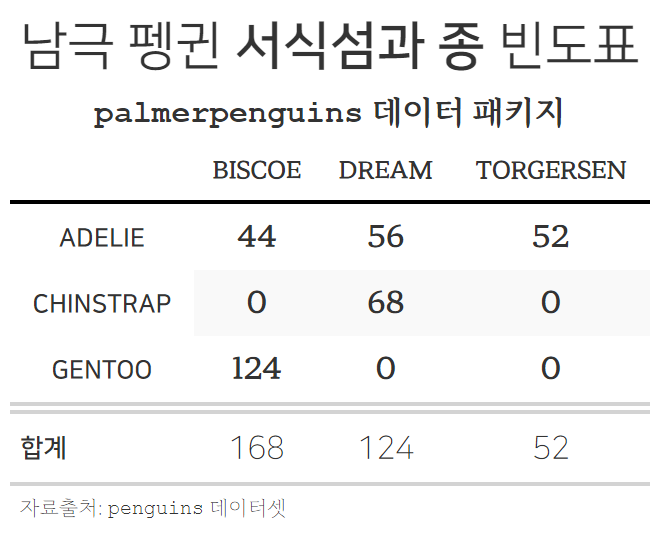 남극 펭귄 서식섬과 종 빈도표
palmerpenguins 데이터 패키지
BISCOE DREAM TORGERSEN
ADELIE 44 56 52
CHINSTRAP 0 68 0
GENTOO 124 0 0
합계 168 124 52
자료출처: penguins 데이터셋